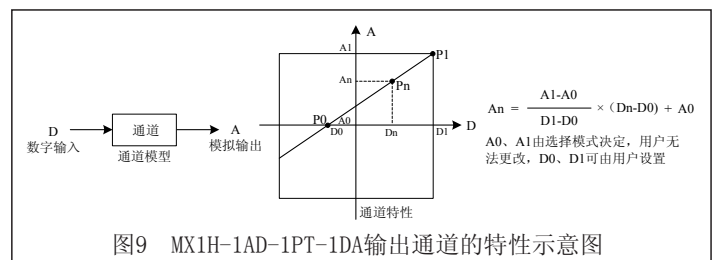 D
数字输入
通道
通道模型
A
模拟输出
A
A1
P1
An
Pn
P0
A0
D0
Dn
D1
D
通道特性
An = A1-A0 / D1-D0 ×(Dn-D0) + A0
A0、A1由选择模式决定，用户无
法更改，D0、D1可由用户设置
图9 MX1H-1AD-1PT-1DA输出通道的特性示意图